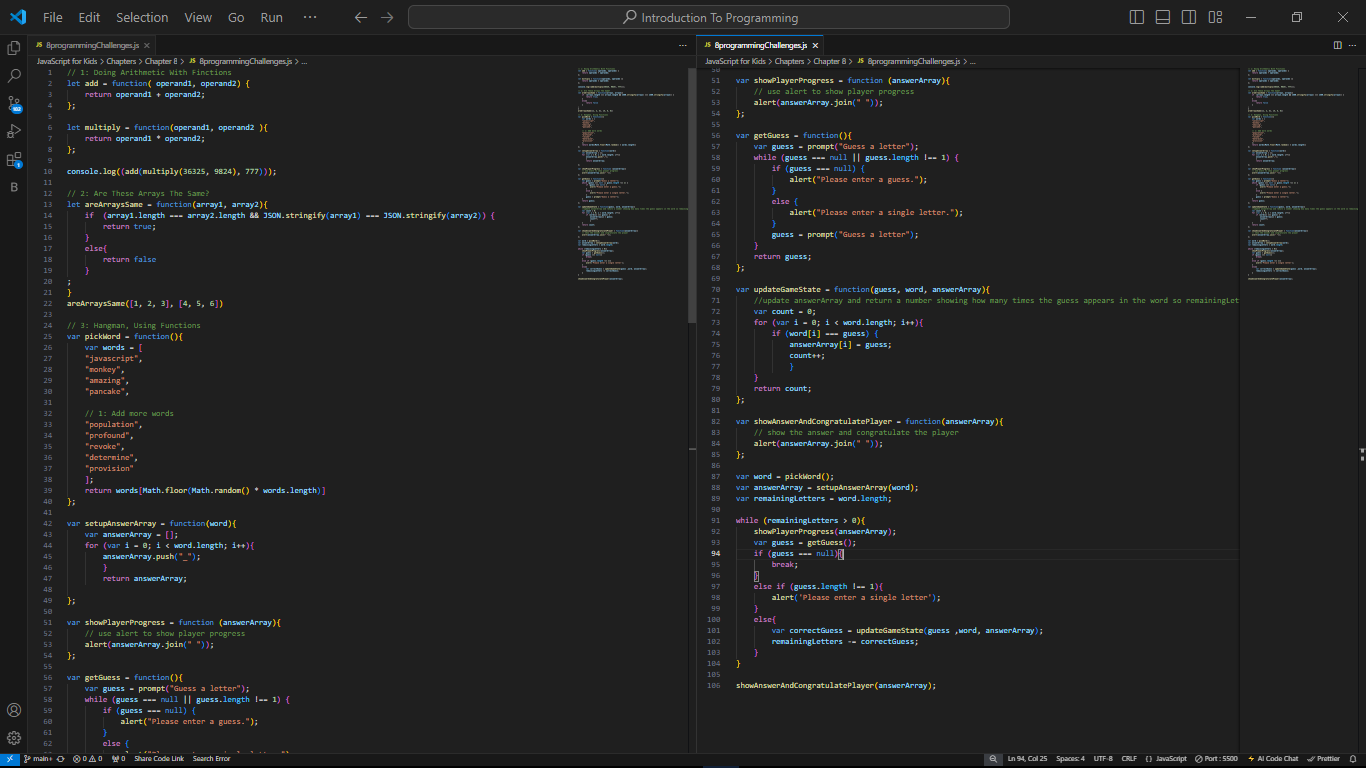 File Edit Selection View Go Run ··· Introduction To Programming
JS 8programmingChallenges.js
JavaScript for Kids > Chapters > Chapter 8 > JS 8programmingChallenges.js > ...
1 // 1: Doing Arithmetic With Finctions
2 let add = function( operand1, operand2) {
3 return operand1 + operand2;
4 };
5
6 let multiply = function(operand1, operand2 ){
7 return operand1 * operand2;
8 };
9
10 console.log((add(multiply(36325, 9824), 777)));
11
12 // 2: Are These Arrays The Same?
13 let areArraysSame = function(array1, array2){
14 if (array1.length === array2.length && JSON.stringify(array1) === JSON.stringify(array2)) {
15 return true;
16 }
17 else{
18 return false
19 }
20 ;
21 }
22 areArraysSame([1, 2, 3], [4, 5, 6])
23
24 // 3: Hangman, Using Functions
25 var pickWord = function(){
26 var words = [
27 "javascript",
28 "monkey",
29 "amazing",
30 "pancake",
31
32 // 1: Add more words
33 "population",
34 "profound",
35 "revoke",
36 "determine",
37 "provision"
38 ];
39 return words[Math.floor(Math.random() * words.length)]
40 };
41
42 var setupAnswerArray = function(word){
43 var answerArray = [];
44 for (var i = 0; i < word.length; i++){
45 answerArray.push("_");
46 }
47 return answerArray;
48
49 };
50
51 var showPlayerProgress = function (answerArray){
52 // use alert to show player progress
53 alert(answerArray.join(" "));
54 };
55
56 var getGuess = function(){
57 var guess = prompt("Guess a letter");
58 while (guess === null || guess.length !== 1) {
59 if (guess === null) {
60 alert("Please enter a guess.");
61 }
62 else {
JS 8programmingChallenges.js
JavaScript for Kids > Chapters > Chapter 8 > JS 8programmingChallenges.js > ...
50
51 var showPlayerProgress = function (answerArray){
52 // use alert to show player progress
53 alert(answerArray.join(" "));
54 };
55
56 var getGuess = function(){
57 var guess = prompt("Guess a letter");
58 while (guess === null || guess.length !== 1) {
59 if (guess === null) {
60 alert("Please enter a guess.");
61 }
62 else {
63 alert("Please enter a single letter.");
64 }
65 guess = prompt("Guess a letter");
66 }
67 return guess;
68 };
69
70 var updateGameState = function(guess, word, answerArray){
71 //update answerArray and return a number showing how many times the guess appears in the word so remainingLet
72 var count = 0;
73 for (var i = 0; i < word.length; i++){
74 if (word[i] === guess) {
75 answerArray[i] = guess;
76 count++;
77 }
78 }
79 return count;
80 };
81
82 var showAnswerAndCongratulatePlayer = function(answerArray){
83 // show the answer and congratulate the player
84 alert(answerArray.join(" "));
85 };
86
87 var word = pickWord();
88 var answerArray = setupAnswerArray(word);
89 var remainingLetters = word.length;
90
91 while (remainingLetters > 0){
92 showPlayerProgress(answerArray);
93 var guess = getGuess();
94 if (guess === null){
95 break;
96 }
97 else if (guess.length !== 1){
98 alert('Please enter a single letter');
99 }
100 else{
101 var correctGuess = updateGameState(guess ,word, answerArray);
102 remainingLetters -= correctGuess;
103 }
104 }
105
106 showAnswerAndCongratulatePlayer(answerArray);
main+ 0 0 0 Share Code Link Search Error Ln 94, Col 25 Spaces: 4 UTF-8 CRLF {} JavaScript Port : 5500 AI Code Chat Prettier